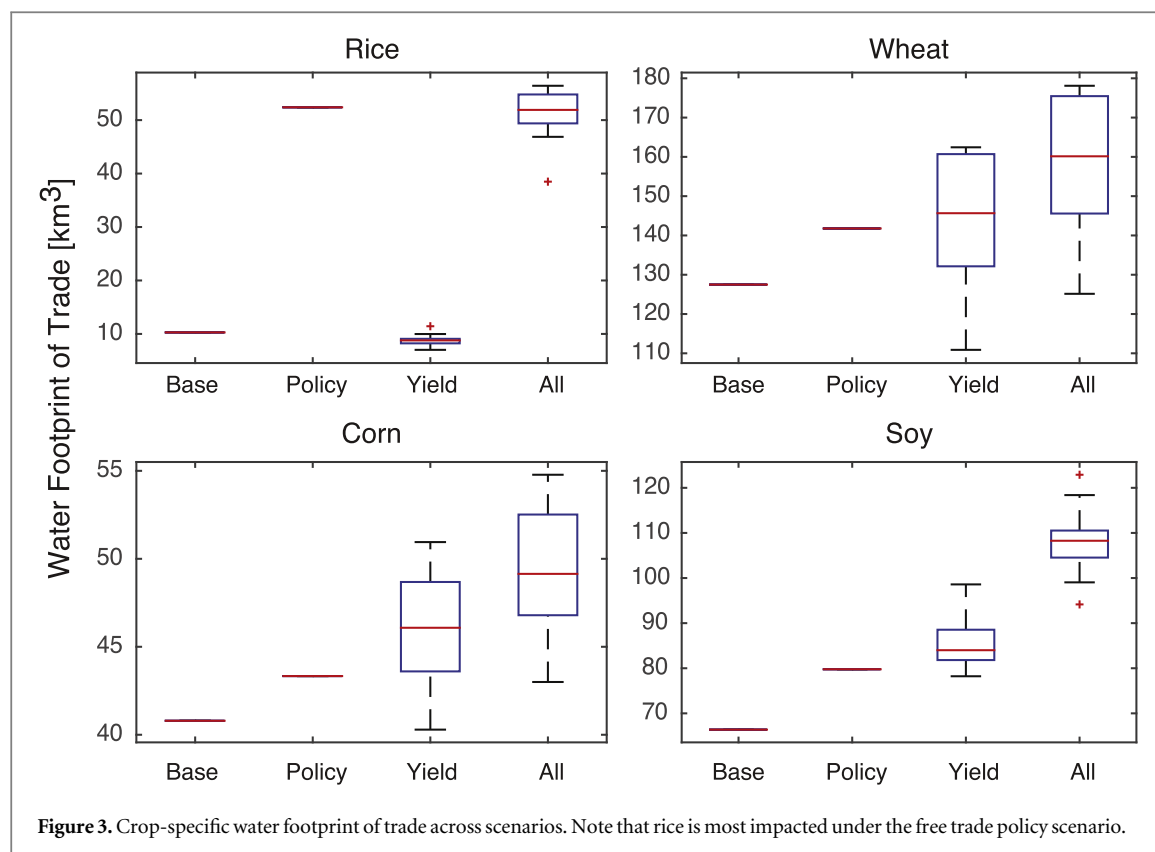 Rice
Wheat
Water Footprint of Trade [km3]
50
40
30
20
10
Base Policy Yield All
180
170
160
150
140
130
120
110
Base Policy Yield All
Corn
Soy
55
50
45
40
Base Policy Yield All
120
110
100
90
80
70
Base Policy Yield All
Figure 3. Crop-specific water footprint of trade across scenarios. Note that rice is most impacted under the free trade policy scenario.